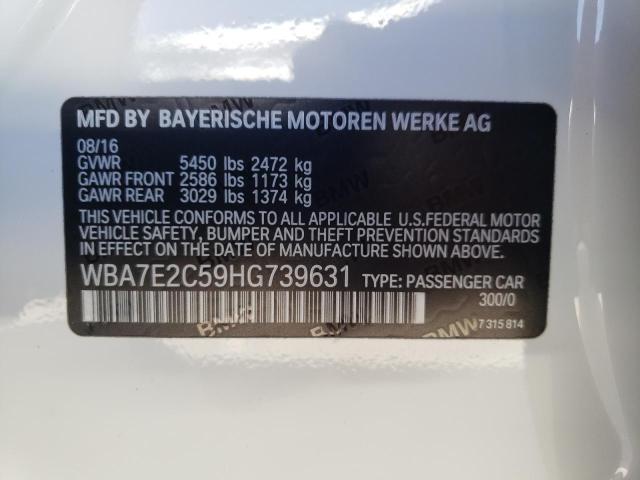 MFD BY BAYERISCHE MOTOREN WERKE AG
08/16
GVWR 5450 lbs 2472 kg
GAWR FRONT 2586 lbs 1173 kg
GAWR REAR 3029 lbs 1374 kg
THIS VEHICLE CONFORMS TO ALL APPLICABLE U.S.FEDERAL MOTOR
VEHICLE SAFETY, BUMPER AND THEFT PREVENTION STANDARDS
IN EFFECT ON THE DATE OF MANUFACTURE SHOWN ABOVE.
WBA7E2C59HG739631 TYPE: PASSENGER CAR
300/0
7 315 814